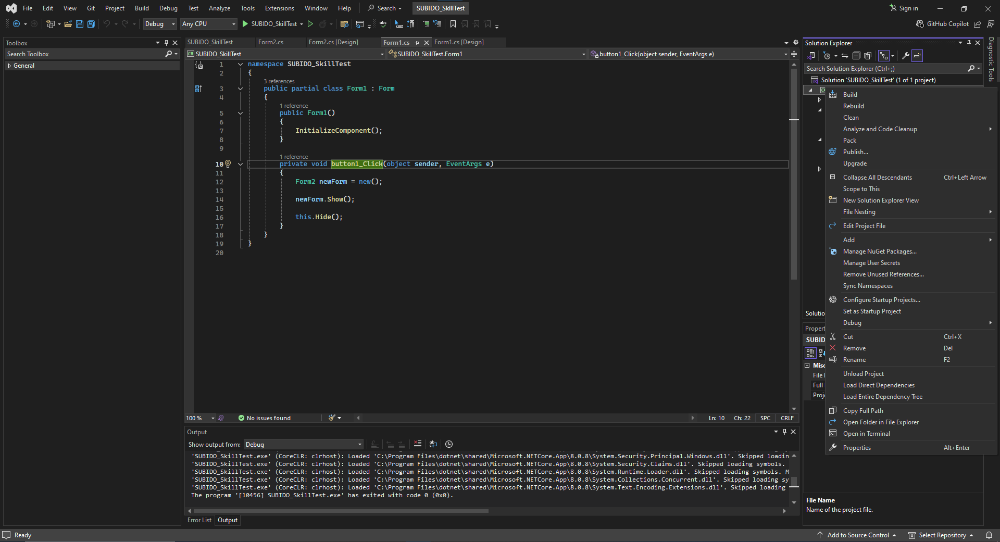 File Edit View Git Project Build Debug Test Analyze Tools Extensions Window Help Search SUBIDO_SkillTest Sign in
Debug Any CPU SUBIDO_SkillTest GitHub Copilot
Toolbox
Search Toolbox
General
SUBIDO_SkillTest Form2.cs Form2.cs [Design] Form1.cs Form1.cs [Design]
SUBIDO_SkillTest SUBIDO_SkillTest.Form1 button1_Click(object sender, EventArgs e)
1 namespace SUBIDO_SkillTest
2 {
3 references
3 public partial class Form1 : Form
4 {
1 reference
5 public Form1()
6 {
7 InitializeComponent();
8 }
9
1 reference
10 private void button1_Click(object sender, EventArgs e)
11 {
12 Form2 newForm = new();
13
14 newForm.Show();
15
16 this.Hide();
17 }
18 }
19 }
20
100 % No issues found Ln: 10 Ch: 22 SPC CRLF
Output
Show output from: Debug
'SUBIDO_SkillTest.exe' (CoreCLR: clrhost): Loaded 'C:\Program Files\dotnet\shared\Microsoft.NETCore.App\8.0.8\System.Security.Principal.Windows.dll'. Skipped loadin
'SUBIDO_SkillTest.exe' (CoreCLR: clrhost): Loaded 'C:\Program Files\dotnet\shared\Microsoft.NETCore.App\8.0.8\System.Security.Claims.dll'. Skipped loading symbols.
'SUBIDO_SkillTest.exe' (CoreCLR: clrhost): Loaded 'C:\Program Files\dotnet\shared\Microsoft.NETCore.App\8.0.8\System.Runtime.Loader.dll'. Skipped loading symbols. M
'SUBIDO_SkillTest.exe' (CoreCLR: clrhost): Loaded 'C:\Program Files\dotnet\shared\Microsoft.NETCore.App\8.0.8\System.Collections.Concurrent.dll'. Skipped loading sy
'SUBIDO_SkillTest.exe' (CoreCLR: clrhost): Loaded 'C:\Program Files\dotnet\shared\Microsoft.NETCore.App\8.0.8\System.Text.Encoding.Extensions.dll'. Skipped loading
The program '[10456] SUBIDO_SkillTest.exe' has exited with code 0 (0x0).
Error List Output
Solution Explorer
Search Solution Explorer (Ctrl+;)
Solution 'SUBIDO_SkillTest' (1 of 1 project)
Build
Rebuild
Clean
Analyze and Code Cleanup
Pack
Publish...
Upgrade
Collapse All Descendants Ctrl+Left Arrow
Scope to This
New Solution Explorer View
File Nesting
Edit Project File
Add
Manage NuGet Packages...
Manage User Secrets
Remove Unused References...
Sync Namespaces
Configure Startup Projects...
Set as Startup Project
Debug
Cut Ctrl+X
Remove Del
Rename F2
Unload Project
Load Direct Dependencies
Load Entire Dependency Tree
Copy Full Path
Open Folder in File Explorer
Open in Terminal
Properties Alt+Enter
Solutio
Propert
SUBID
Misc
File
Full
Proje
File Name
Name of the project file.
Diagnostic Tools
Ready Add to Source Control Select Repository